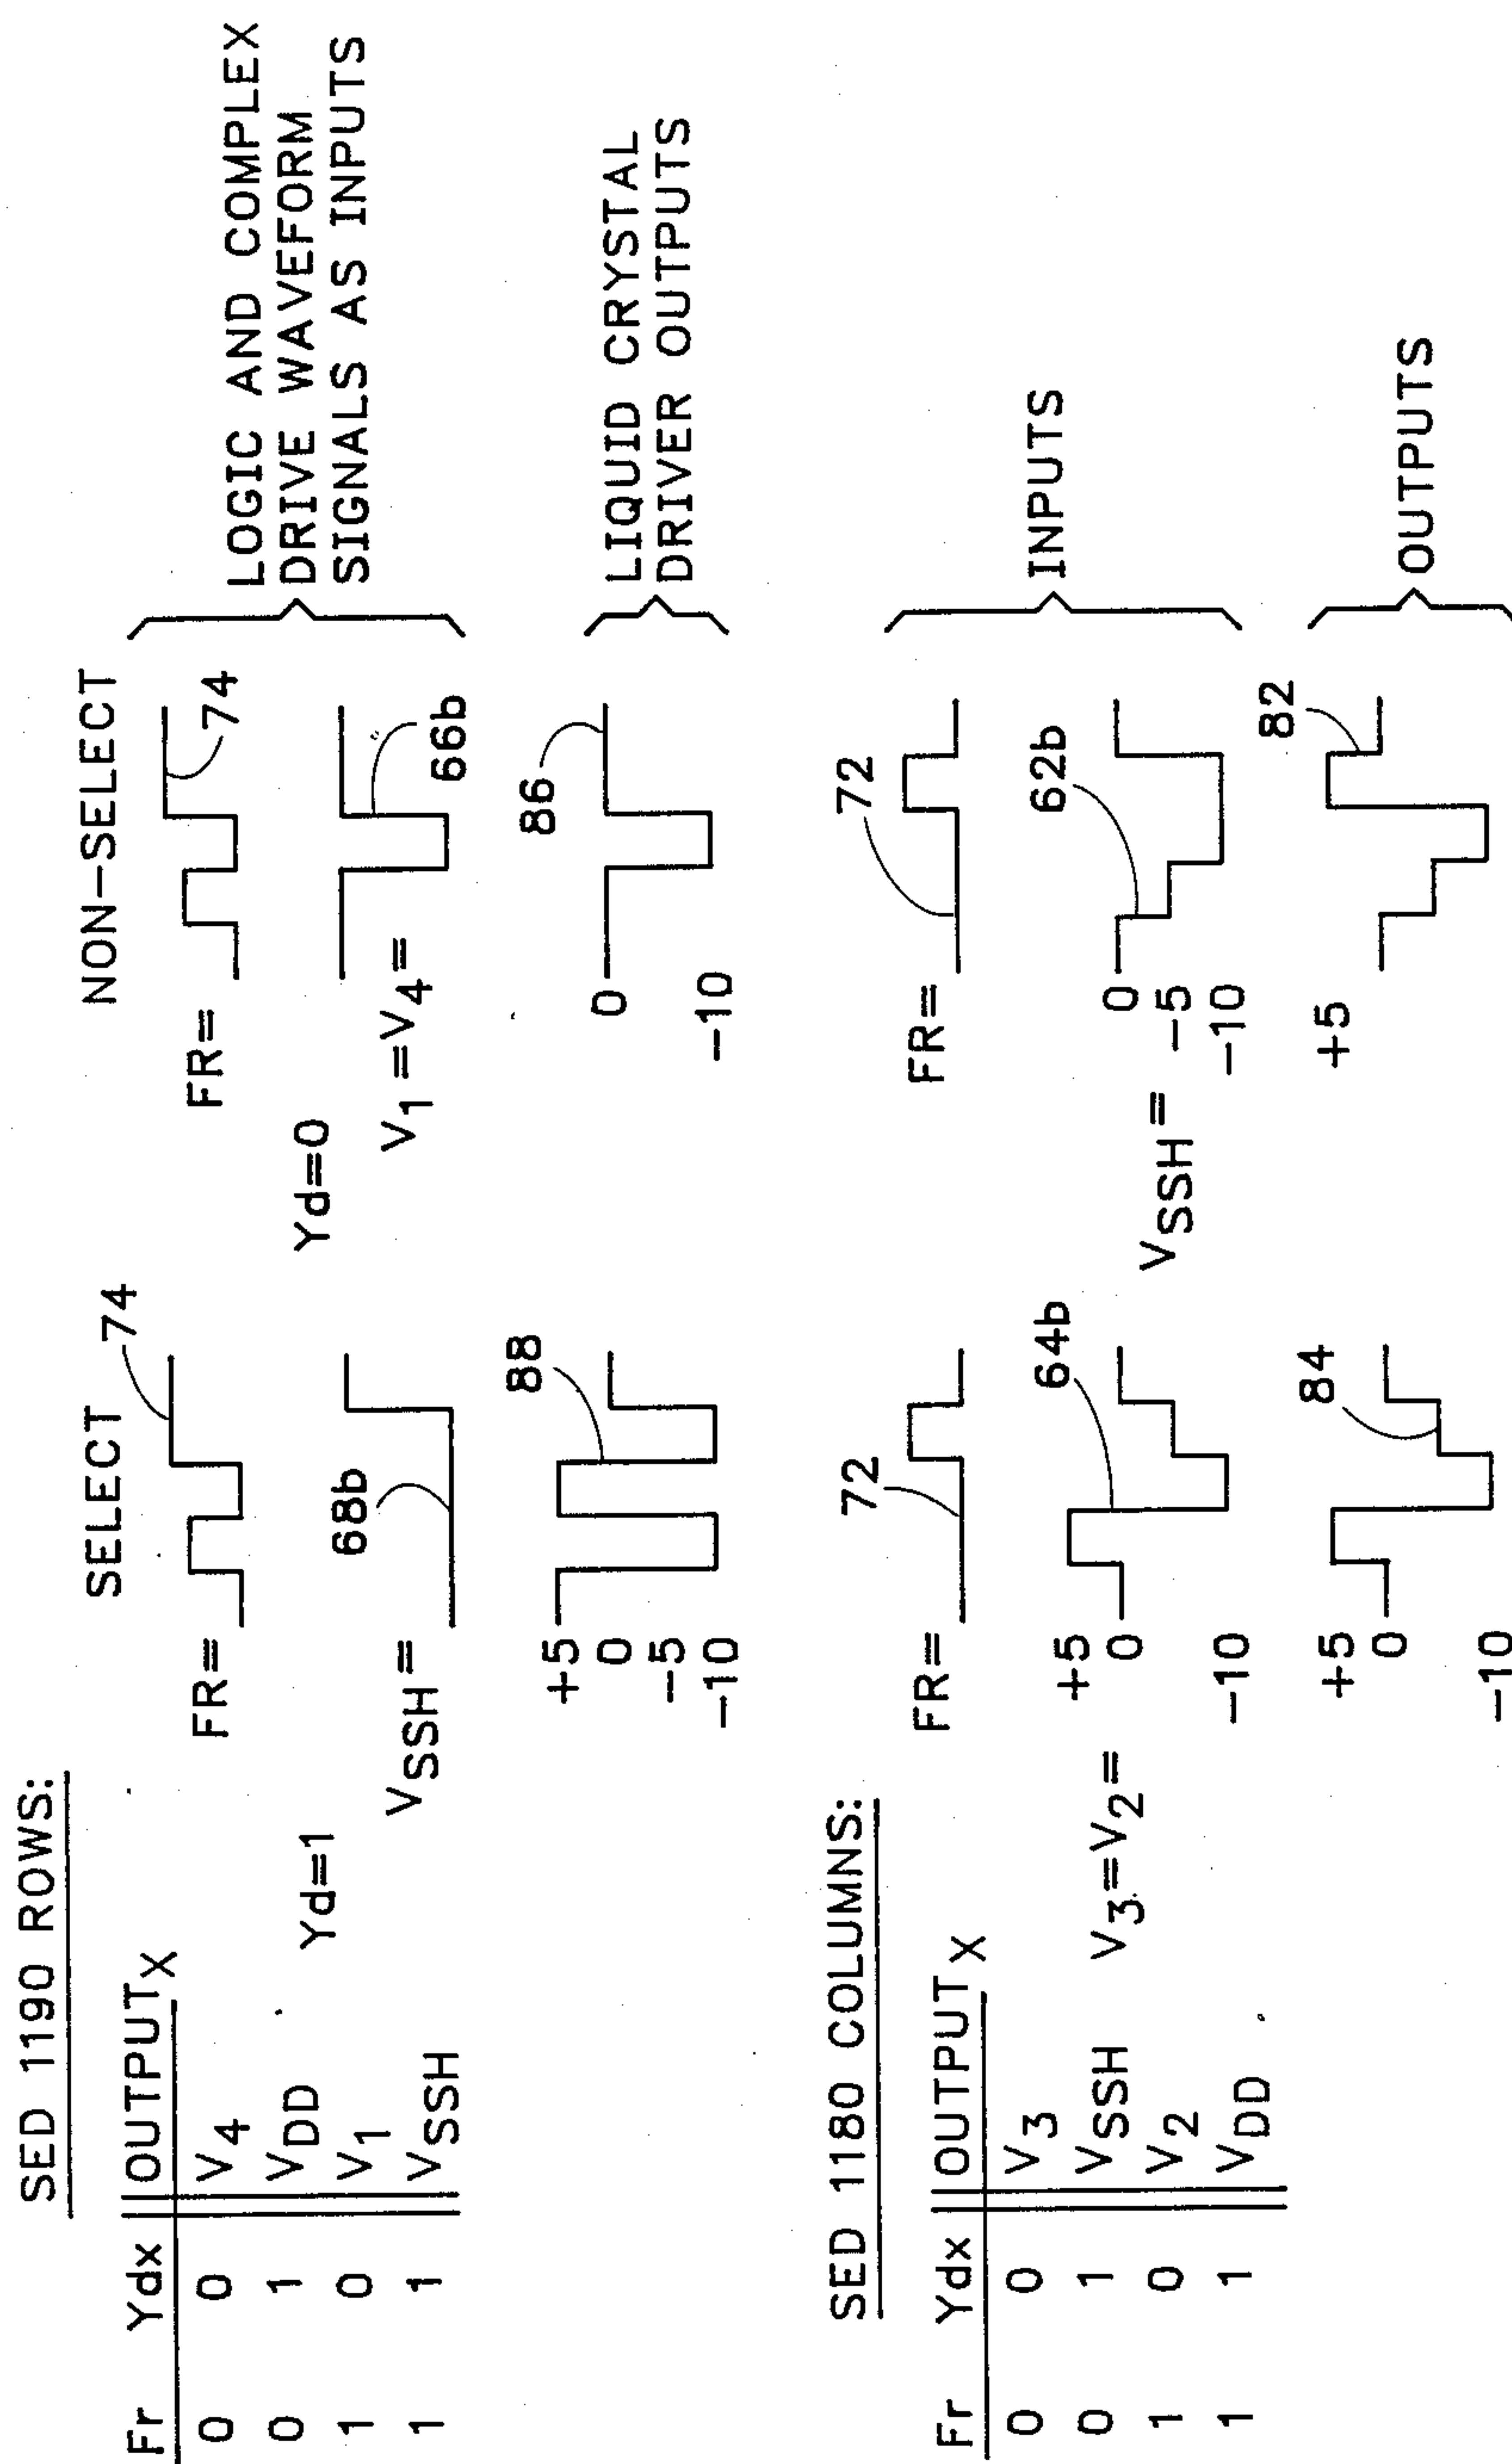 SED 1190 ROWS:
Fr Ydx OUTPUTX
0 0 V4
0 1 VDD
1 0 V1
1 1 VSSH
SELECT
FR=
74
Yd=1
68b
VSSH=
88
+5
0
-5
-10
NON-SELECT
FR=
74
Yd=0
66b
V1=V4=
86
0
-10
LOGIC AND COMPLEX
DRIVE WAVEFORM
SIGNALS AS INPUTS
LIQUID CRYSTAL
DRIVER OUTPUTS
SED 1180 COLUMNS:
Fr Ydx OUTPUTX
0 0 V3
0 1 VSSH
1 0 V2
1 1 VDD
FR=
72
V3=V2=
+5
0
-10
64b
+5
0
-10
84
FR=
72
VSSH=
0
-5
-10
62b
+5
82
INPUTS
OUTPUTS